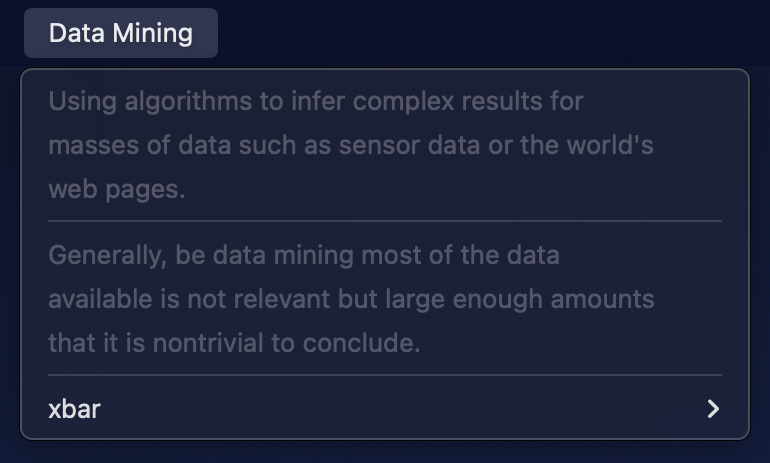 Data Mining
Using algorithms to infer complex results for
masses of data such as sensor data or the world's
web pages.
Generally, be data mining most of the data
available is not relevant but large enough amounts
that it is nontrivial to conclude.
xbar